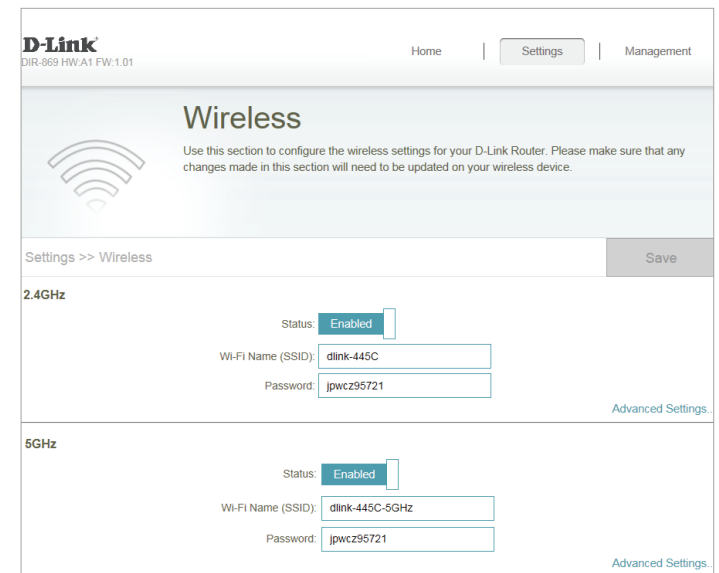 D-Link
DIR-869 HW:A1 FW:1.01
Home | Settings | Management
Wireless
Use this section to configure the wireless settings for your D-Link Router. Please make sure that any
changes made in this section will need to be updated on your wireless device.
Settings >> Wireless
Save
2.4GHz
Status: Enabled
Wi-Fi Name (SSID): dlink-445C
Password: jpwcz95721
Advanced Settings..
5GHz
Status: Enabled
Wi-Fi Name (SSID): dlink-445C-5GHz
Password: jpwcz95721
Advanced Settings..